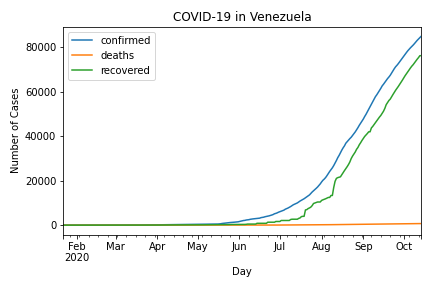 COVID-19 in Venezuela
confirmed
deaths
recovered
Number of Cases
80000
60000
40000
20000
0
Feb Mar Apr May Jun Jul Aug Sep Oct
2020
Day